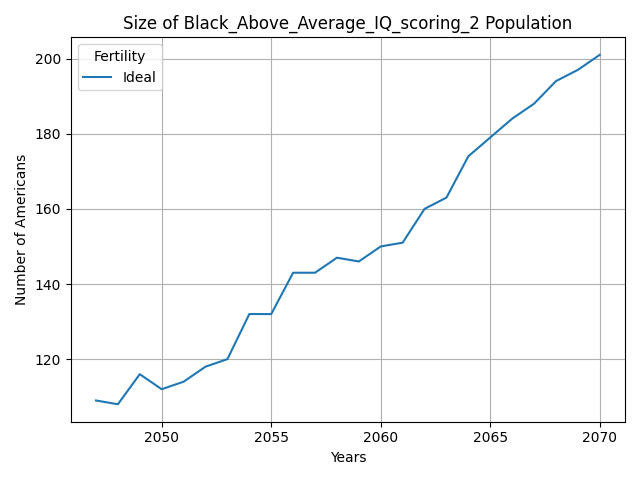 Size of Black_Above_Average_IQ_scoring_2 Population
Fertility
Ideal
200
180
160
140
120
Number of Americans
2050 2055 2060 2065 2070
Years